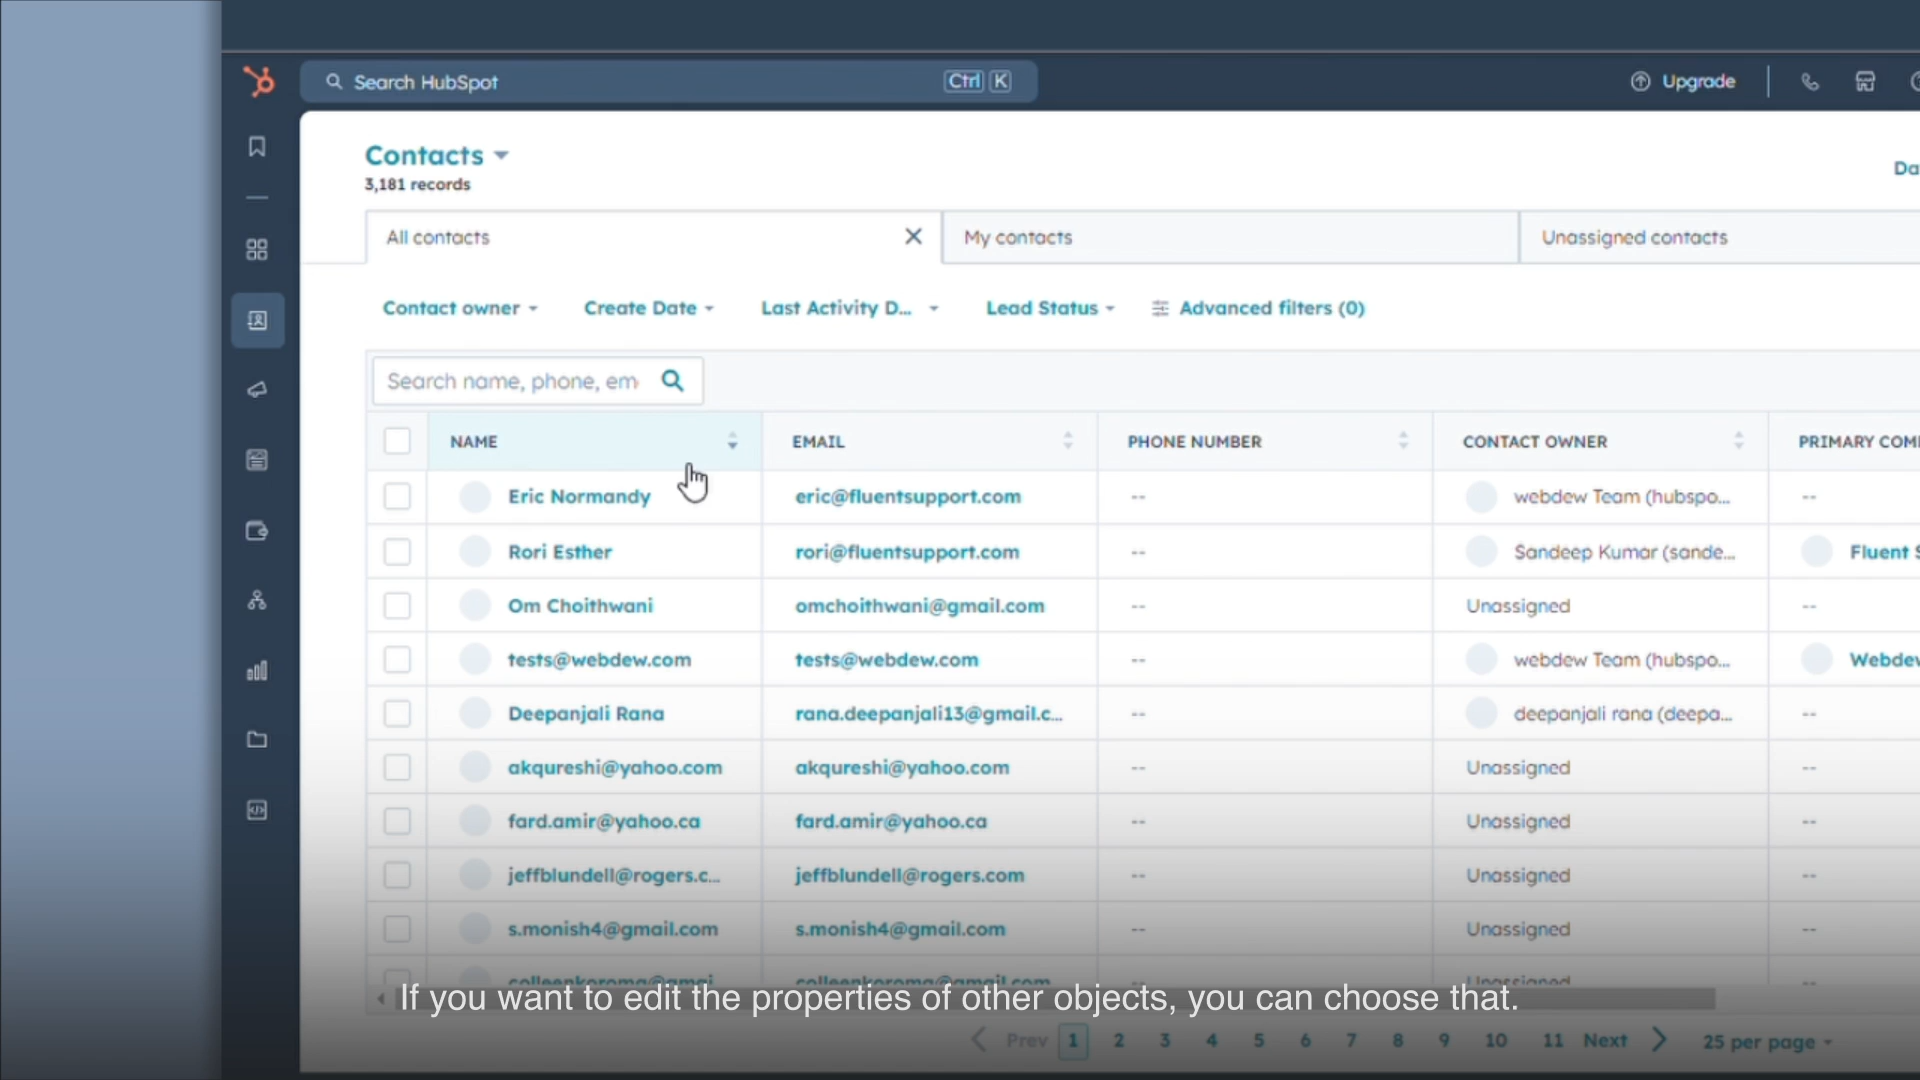 Search HubSpot Ctrl K Upgrade
Contacts
3,181 records
Da
All contacts My contacts Unassigned contacts
Contact owner Create Date Last Activity D... Lead Status Advanced filters (0)
Search name, phone, em
NAME EMAIL PHONE NUMBER CONTACT OWNER PRIMARY COM
Eric Normandy eric@fluentsupport.com -- webdew Team (hubspo... --
Rori Esther rori@fluentsupport.com -- Sandeep Kumar (sande... Fluent S
Om Choithwani omchoithwani@gmail.com -- Unassigned --
tests@webdew.com tests@webdew.com -- webdew Team (hubspo... Webdew
Deepanjali Rana rana.deepanjali13@gmail.c... -- deepanjali rana (deepa... --
akqureshi@yahoo.com akqureshi@yahoo.com -- Unassigned --
fard.amir@yahoo.ca fard.amir@yahoo.ca -- Unassigned --
jeffblundell@rogers.c... jeffblundell@rogers.com -- Unassigned --
s.monish4@gmail.com s.monish4@gmail.com -- Unassigned --
Unassigned
If you want to edit the properties of other objects, you can choose that.
Prev 1 2 3 4 5 6 7 8 9 10 11 Next 25 per page